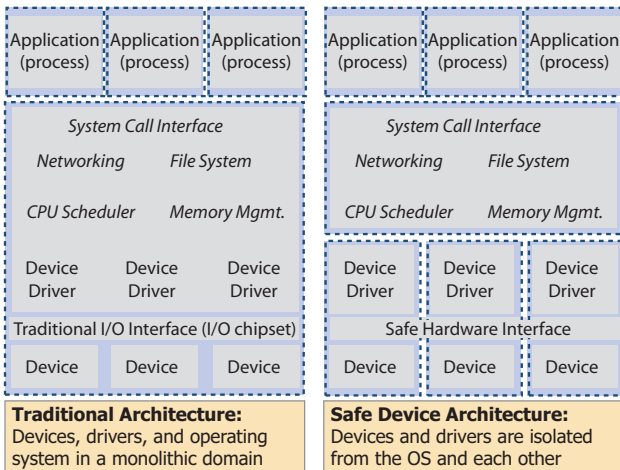 Application Application Application
(process) (process) (process)
System Call Interface
Networking File System
CPU Scheduler Memory Mgmt.
Device Device Device
Driver Driver Driver
Traditional I/O Interface (I/O chipset)
Device Device Device
Traditional Architecture:
Devices, drivers, and operating
system in a monolithic domain
Application Application Application
(process) (process) (process)
System Call Interface
Networking File System
CPU Scheduler Memory Mgmt.
Device Device Device
Driver Driver Driver
Safe Hardware Interface
Device Device Device
Safe Device Architecture:
Devices and drivers are isolated
from the OS and each other